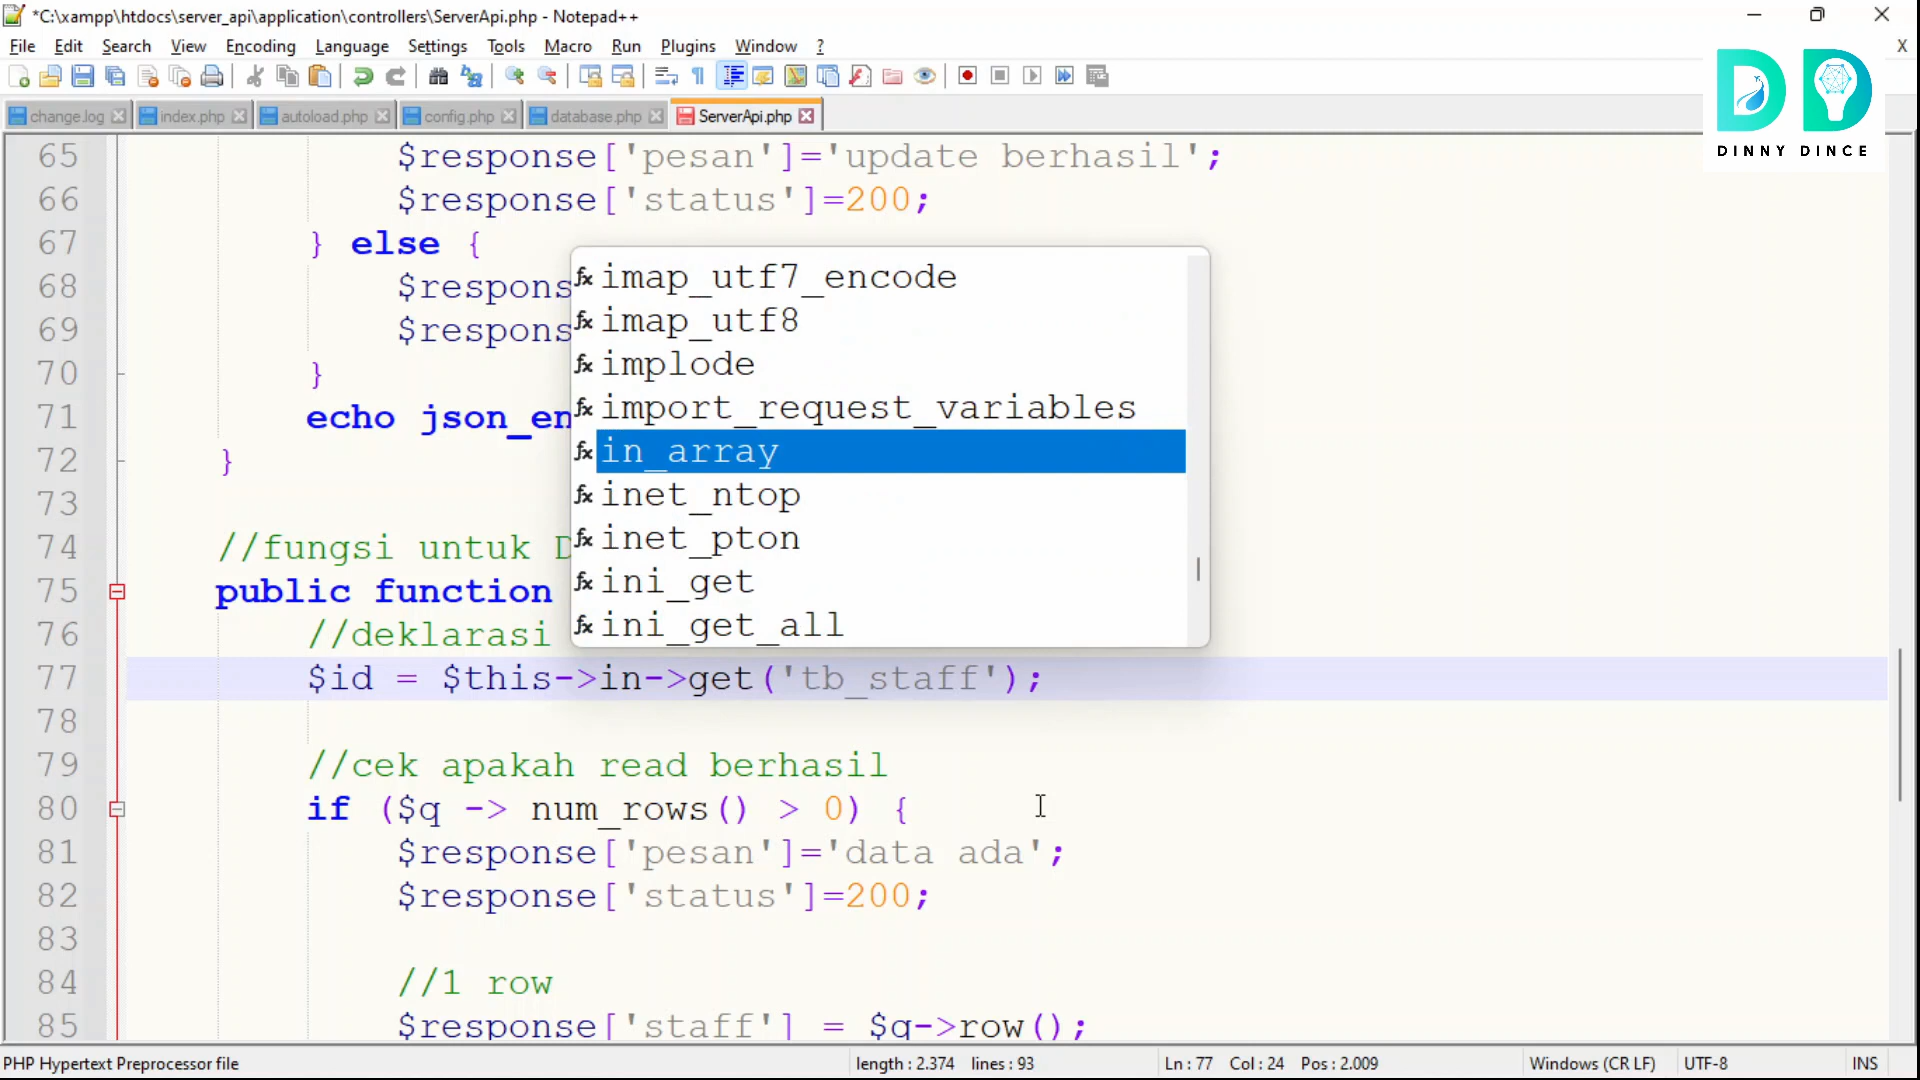 *C:\xampp\htdocs\server_api\application\controllers\ServerApi.php - Notepad++
File Edit Search View Encoding Language Settings Tools Macro Run Plugins Window ? X
change.log index.php autoload.php config.php database.php ServerApi.php
DINNY DINCE
65 $response['pesan']='update berhasil';
66 $response['status']=200;
67 } else {
68 $respons
69 $respons
70 }
71 echo json_en
72 }
73
74 //fungsi untuk D
75 public function
76 //deklarasi
imap_utf7_encode
imap_utf8
implode
import_request_variables
in_array
inet_ntop
inet_pton
ini_get
ini_get_all
77 $id = $this->in->get('tb_staff');
78
79 //cek apakah read berhasil
80 if ($q -> num_rows() > 0) {
81 $response['pesan']='data ada';
82 $response['status']=200;
83
84 //1 row
85 $response['staff'] = $q->row();
PHP Hypertext Preprocessor file length : 2.374 lines : 93 Ln : 77 Col : 24 Pos : 2.009 Windows (CR LF) UTF-8 INS